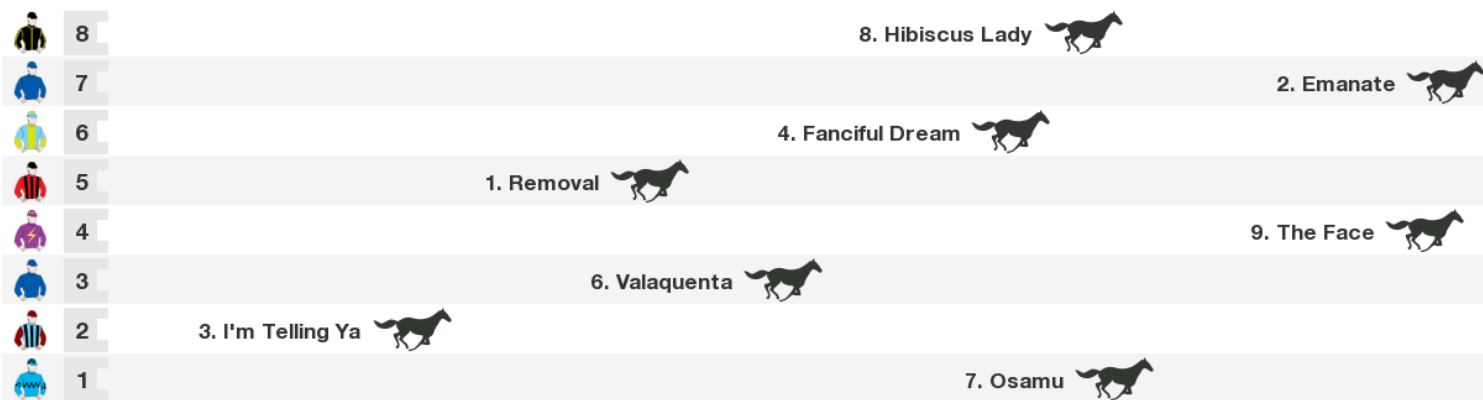 8 8. Hibiscus Lady
7 2. Emanate
6 4. Fanciful Dream
5 1. Removal
4 9. The Face
3 6. Valaquenta
2 3. I'm Telling Ya
1 7. Osamu